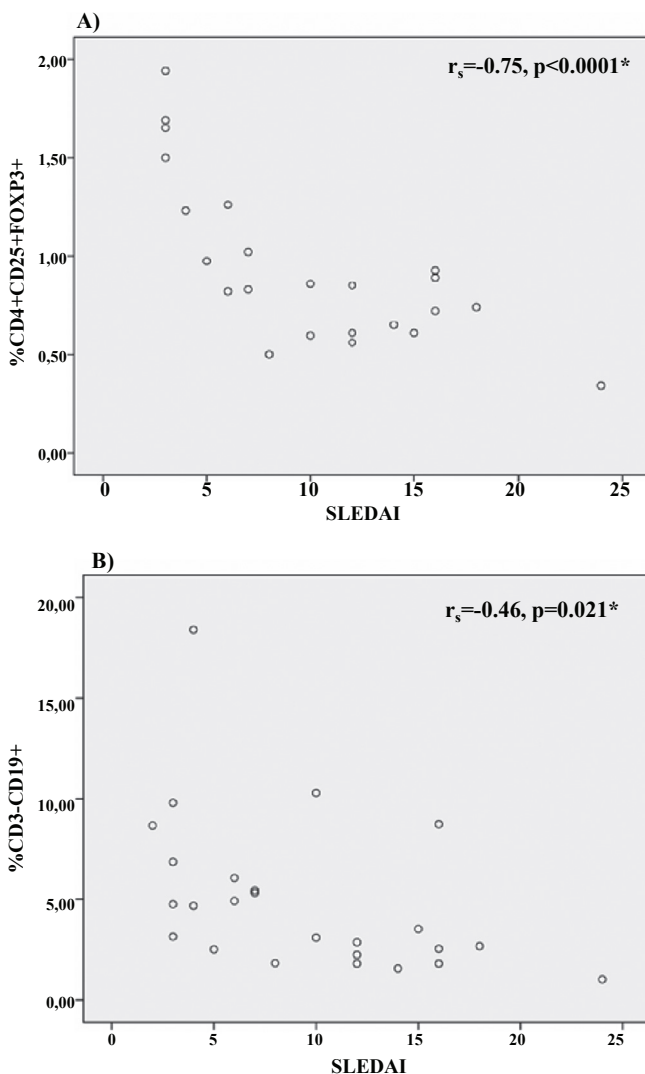 A)
r_s=-0.75, p<0.0001*
2,00
1,50
1,00
0,50
0,00
%CD4+CD25+FOXP3+
0 5 10 15 20 25
SLEDAI
B)
r_s=-0.46, p=0.021*
20,00
15,00
10,00
5,00
0,00
%CD3-CD19+
0 5 10 15 20 25
SLEDAI